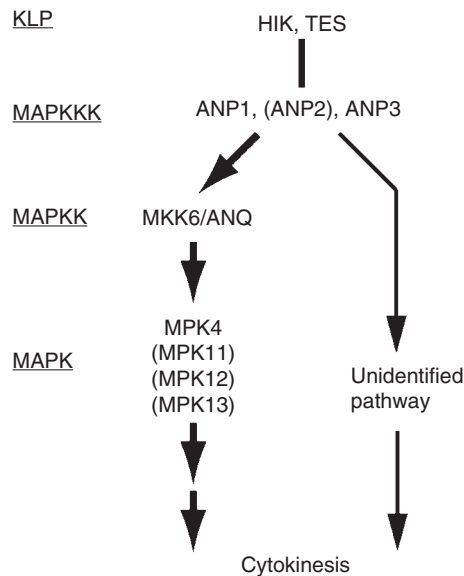 KLP
HIK, TES
MAPKKK
ANP1, (ANP2), ANP3
MAPKK
MKK6/ANQ
MAPK
MPK4
(MPK11)
(MPK12)
(MPK13)
Unidentified
pathway
Cytokinesis